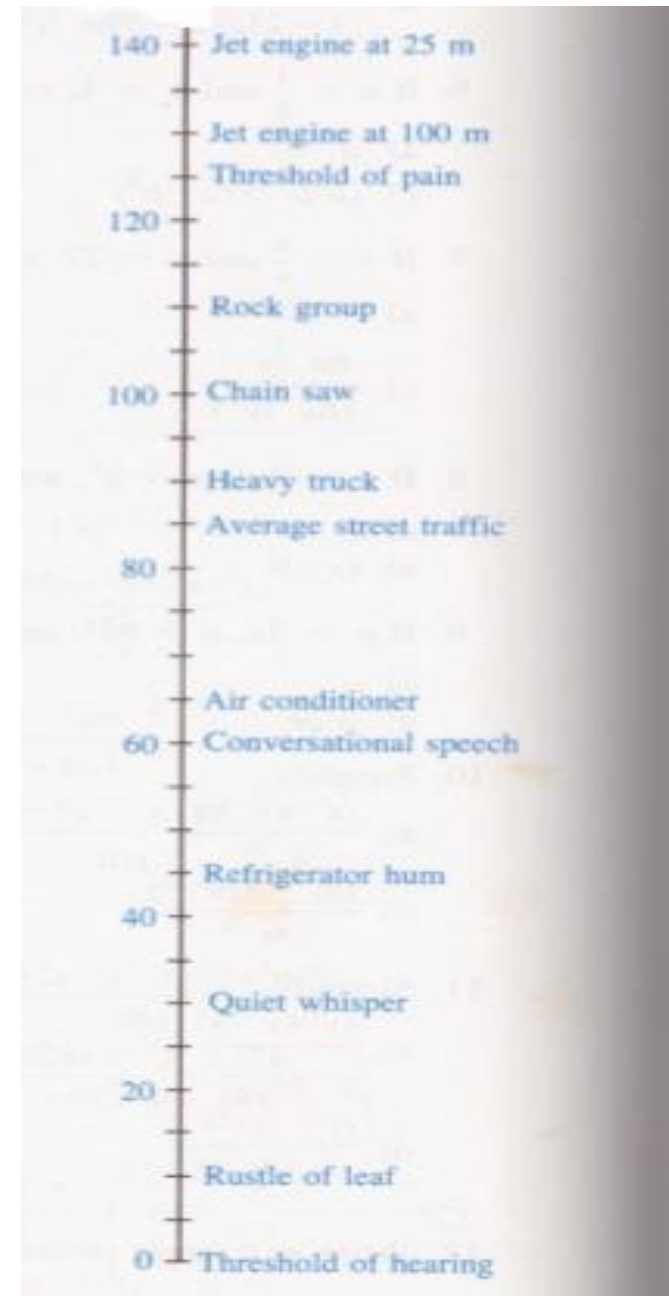 140 Jet engine at 25 m
Jet engine at 100 m
Threshold of pain
120
Rock group
100 Chain saw
Heavy truck
Average street traffic
80
Air conditioner
60 Conversational speech
Refrigerator hum
40
Quiet whisper
20
Rustle of leaf
0 Threshold of hearing